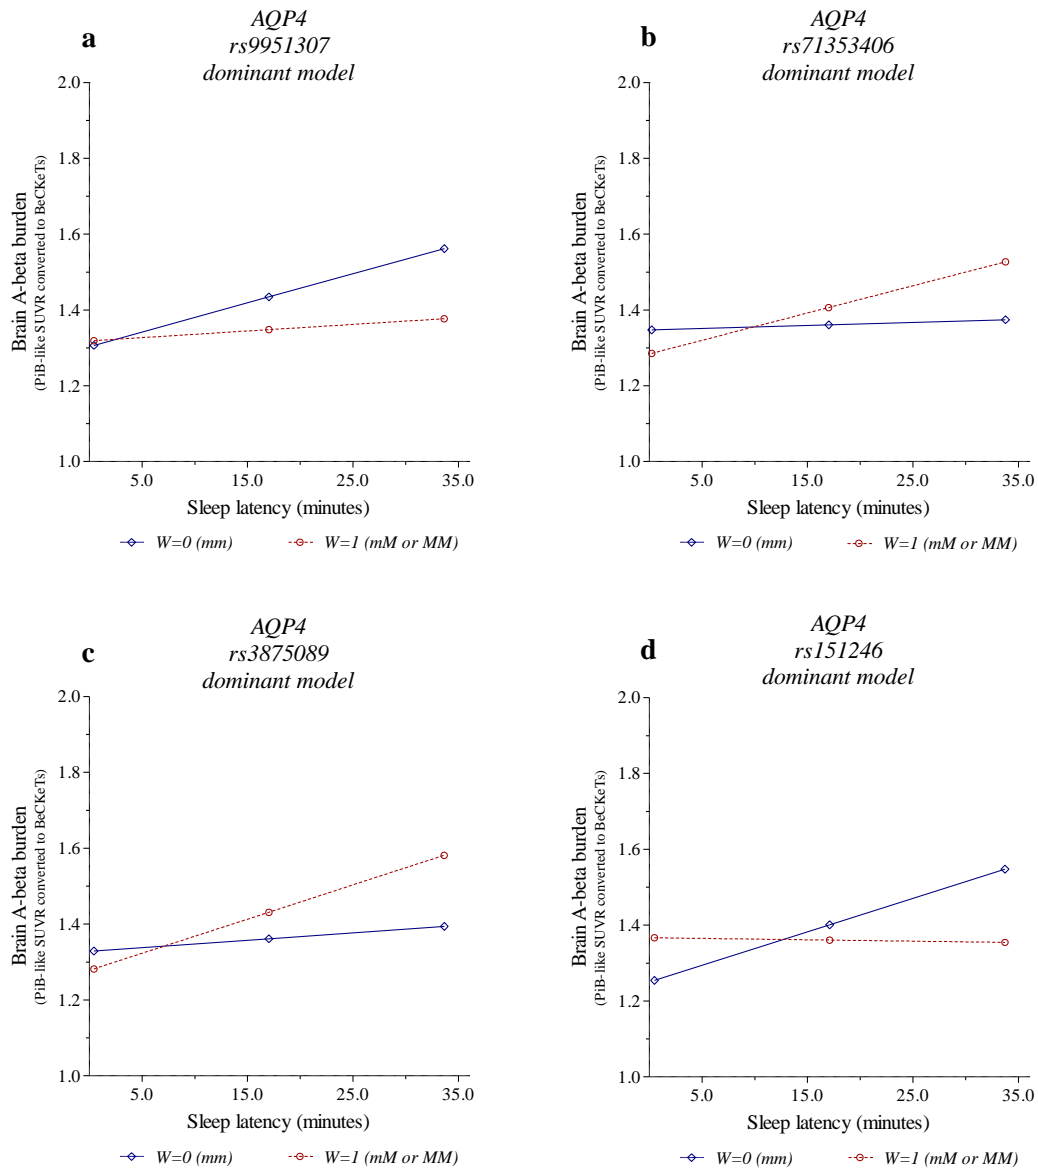 a
AQP4
rs9951307
dominant model
Brain A-beta burden
(PiB-like SUVR converted to BeCKeTs)
2.0
1.8
1.6
1.4
1.2
1.0
5.0 15.0 25.0 35.0
Sleep latency (minutes)
W=0 (mm) W=1 (mM or MM)
b
AQP4
rs71353406
dominant model
Brain A-beta burden
(PiB-like SUVR converted to BeCKeTs)
2.0
1.8
1.6
1.4
1.2
1.0
5.0 15.0 25.0 35.0
Sleep latency (minutes)
W=0 (mm) W=1 (mM or MM)
c
AQP4
rs3875089
dominant model
Brain A-beta burden
(PiB-like SUVR converted to BeCKeTs)
2.0
1.8
1.6
1.4
1.2
1.0
5.0 15.0 25.0 35.0
Sleep latency (minutes)
W=0 (mm) W=1 (mM or MM)
d
AQP4
rs151246
dominant model
Brain A-beta burden
(PiB-like SUVR converted to BeCKeTs)
2.0
1.8
1.6
1.4
1.2
1.0
5.0 15.0 25.0 35.0
Sleep latency (minutes)
W=0 (mm) W=1 (mM or MM)